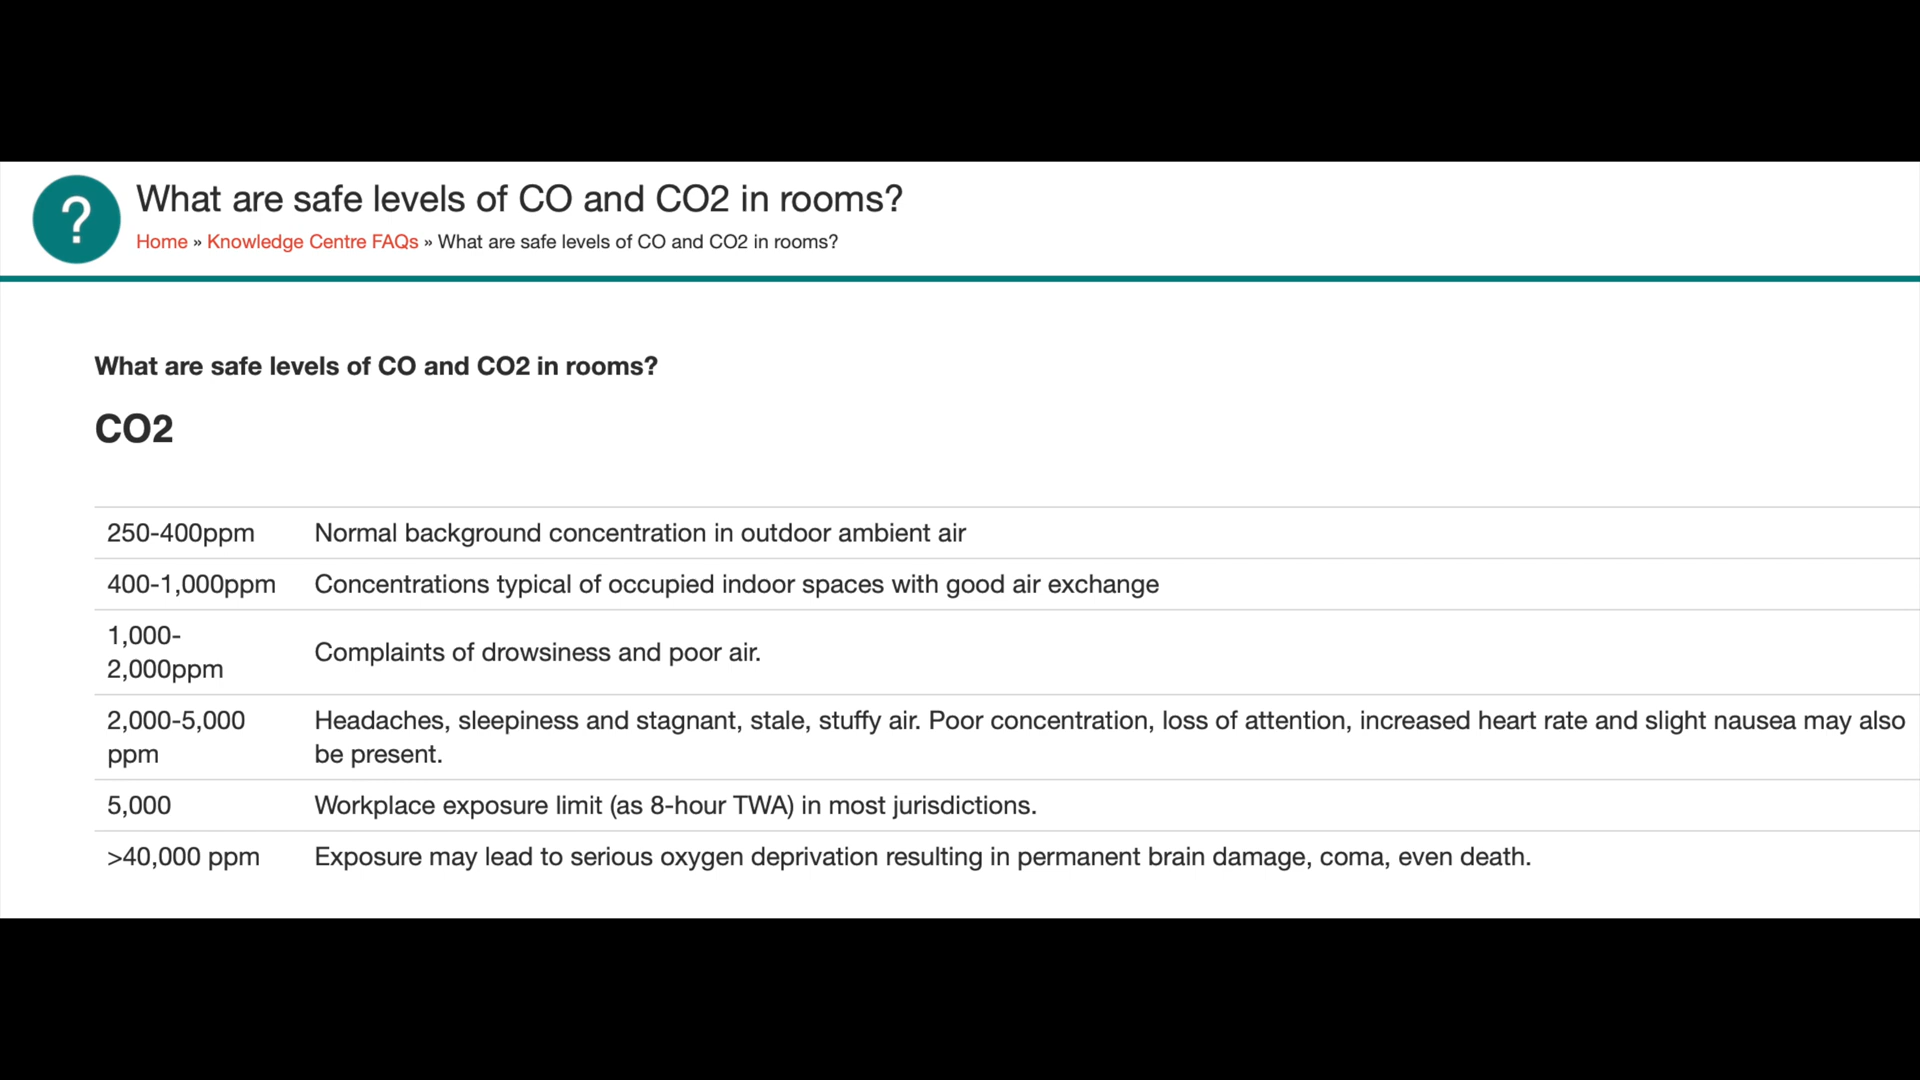 ?
What are safe levels of CO and CO2 in rooms?
Home » Knowledge Centre FAQs » What are safe levels of CO and CO2 in rooms?
What are safe levels of CO and CO2 in rooms?
CO2
250-400ppm Normal background concentration in outdoor ambient air
400-1,000ppm Concentrations typical of occupied indoor spaces with good air exchange
1,000-
2,000ppm
Complaints of drowsiness and poor air.
2,000-5,000
ppm
Headaches, sleepiness and stagnant, stale, stuffy air. Poor concentration, loss of attention, increased heart rate and slight nausea may also
be present.
5,000 Workplace exposure limit (as 8-hour TWA) in most jurisdictions.
>40,000 ppm Exposure may lead to serious oxygen deprivation resulting in permanent brain damage, coma, even death.